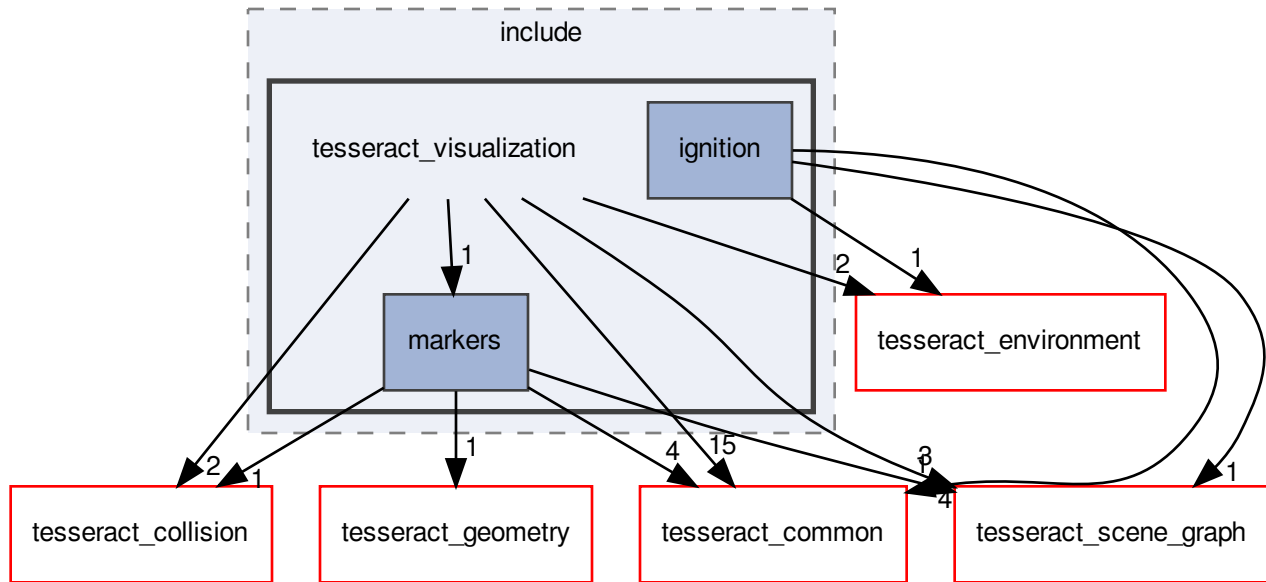 include
tesseract_visualization
ignition
1
2
1
markers
tesseract_environment
2
1
1
4
15
3
1
4
1
tesseract_collision
tesseract_geometry
tesseract_common
tesseract_scene_graph